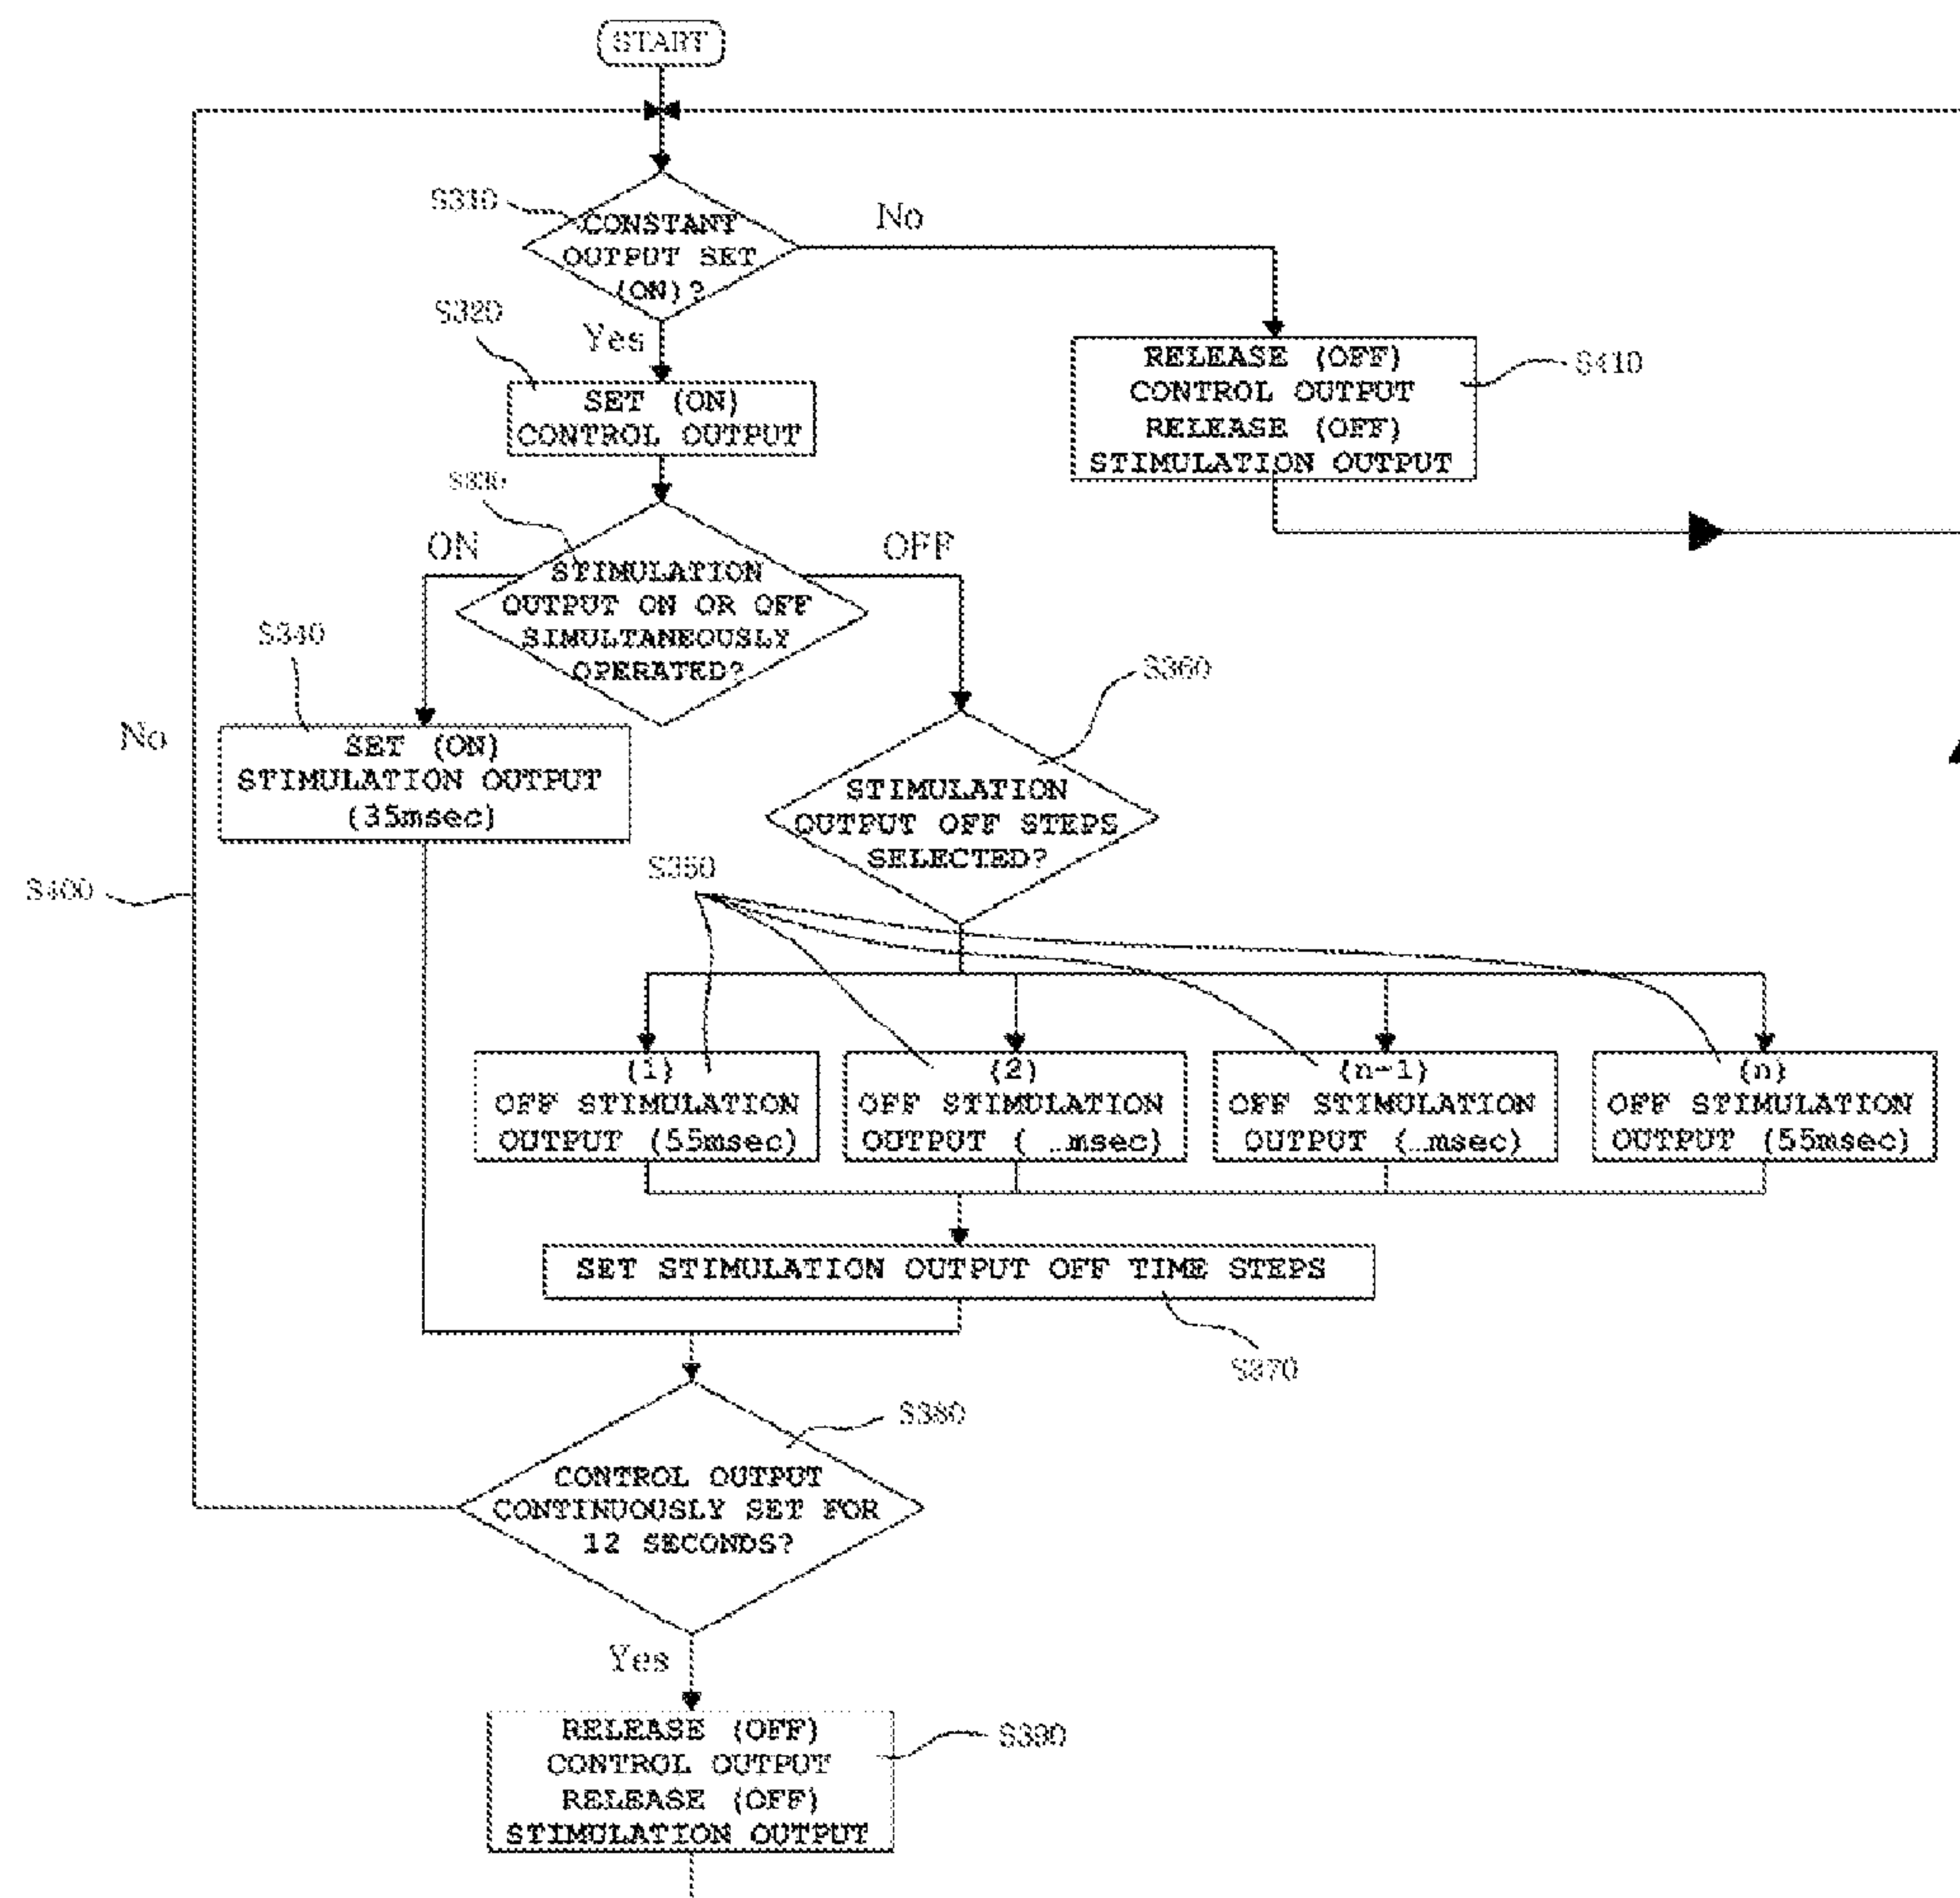 START
S310
CONSTANT
OUTPUT SET
(ON)?
No
Yes
S320
SET (ON)
CONTROL OUTPUT
RELEASE (OFF)
CONTROL OUTPUT
RELEASE (OFF)
STIMULATION OUTPUT
S410
S330
ON
OFF
STIMULATION
OUTPUT ON OR OFF
SIMULTANEOUSLY
OPERATED?
S340
SET (ON)
STIMULATION OUTPUT
(35msec)
S360
STIMULATION
OUTPUT OFF STEPS
SELECTED?
No
S400
S350
(1)
OFF STIMULATION
OUTPUT (55msec)
(2)
OFF STIMULATION
OUTPUT ( …msec)
(n-1)
OFF STIMULATION
OUTPUT (…msec)
(n)
OFF STIMULATION
OUTPUT (55msec)
SET STIMULATION OUTPUT OFF TIME STEPS
S370
S380
CONTROL OUTPUT
CONTINUOUSLY SET FOR
12 SECONDS?
Yes
RELEASE (OFF)
CONTROL OUTPUT
RELEASE (OFF)
STIMULATION OUTPUT
S390